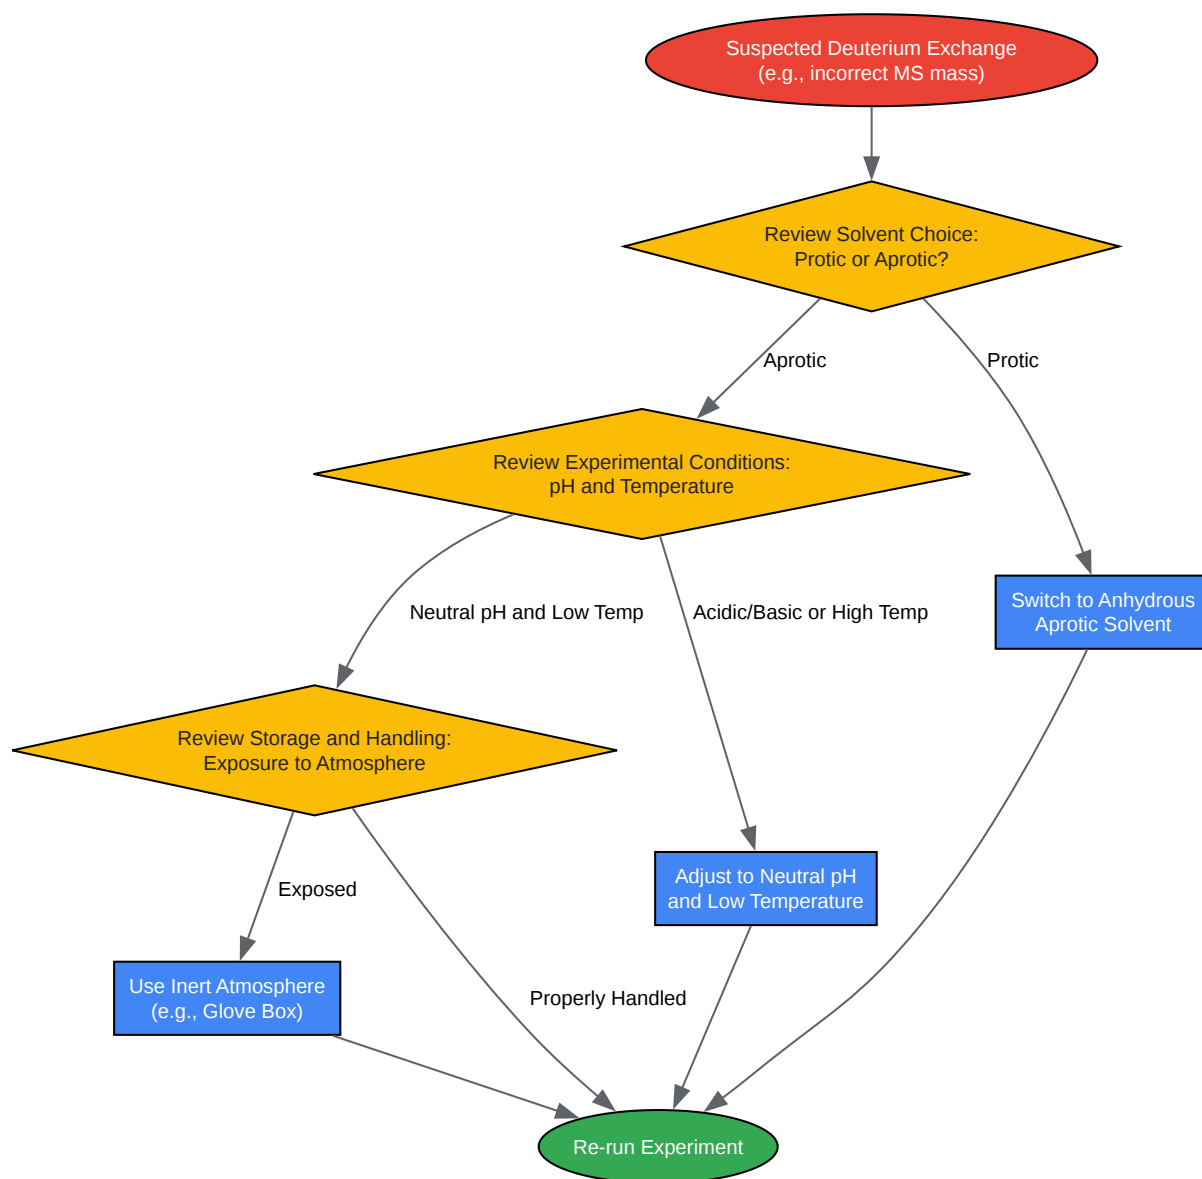 Suspected Deuterium Exchange
(e.g., incorrect MS mass)
Review Solvent Choice:
Protic or Aprotic?
Aprotic
Protic
Review Experimental Conditions:
pH and Temperature
Neutral pH and Low Temp
Acidic/Basic or High Temp
Switch to Anhydrous
Aprotic Solvent
Review Storage and Handling:
Exposure to Atmosphere
Adjust to Neutral pH
and Low Temperature
Exposed
Use Inert Atmosphere
(e.g., Glove Box)
Properly Handled
Re-run Experiment